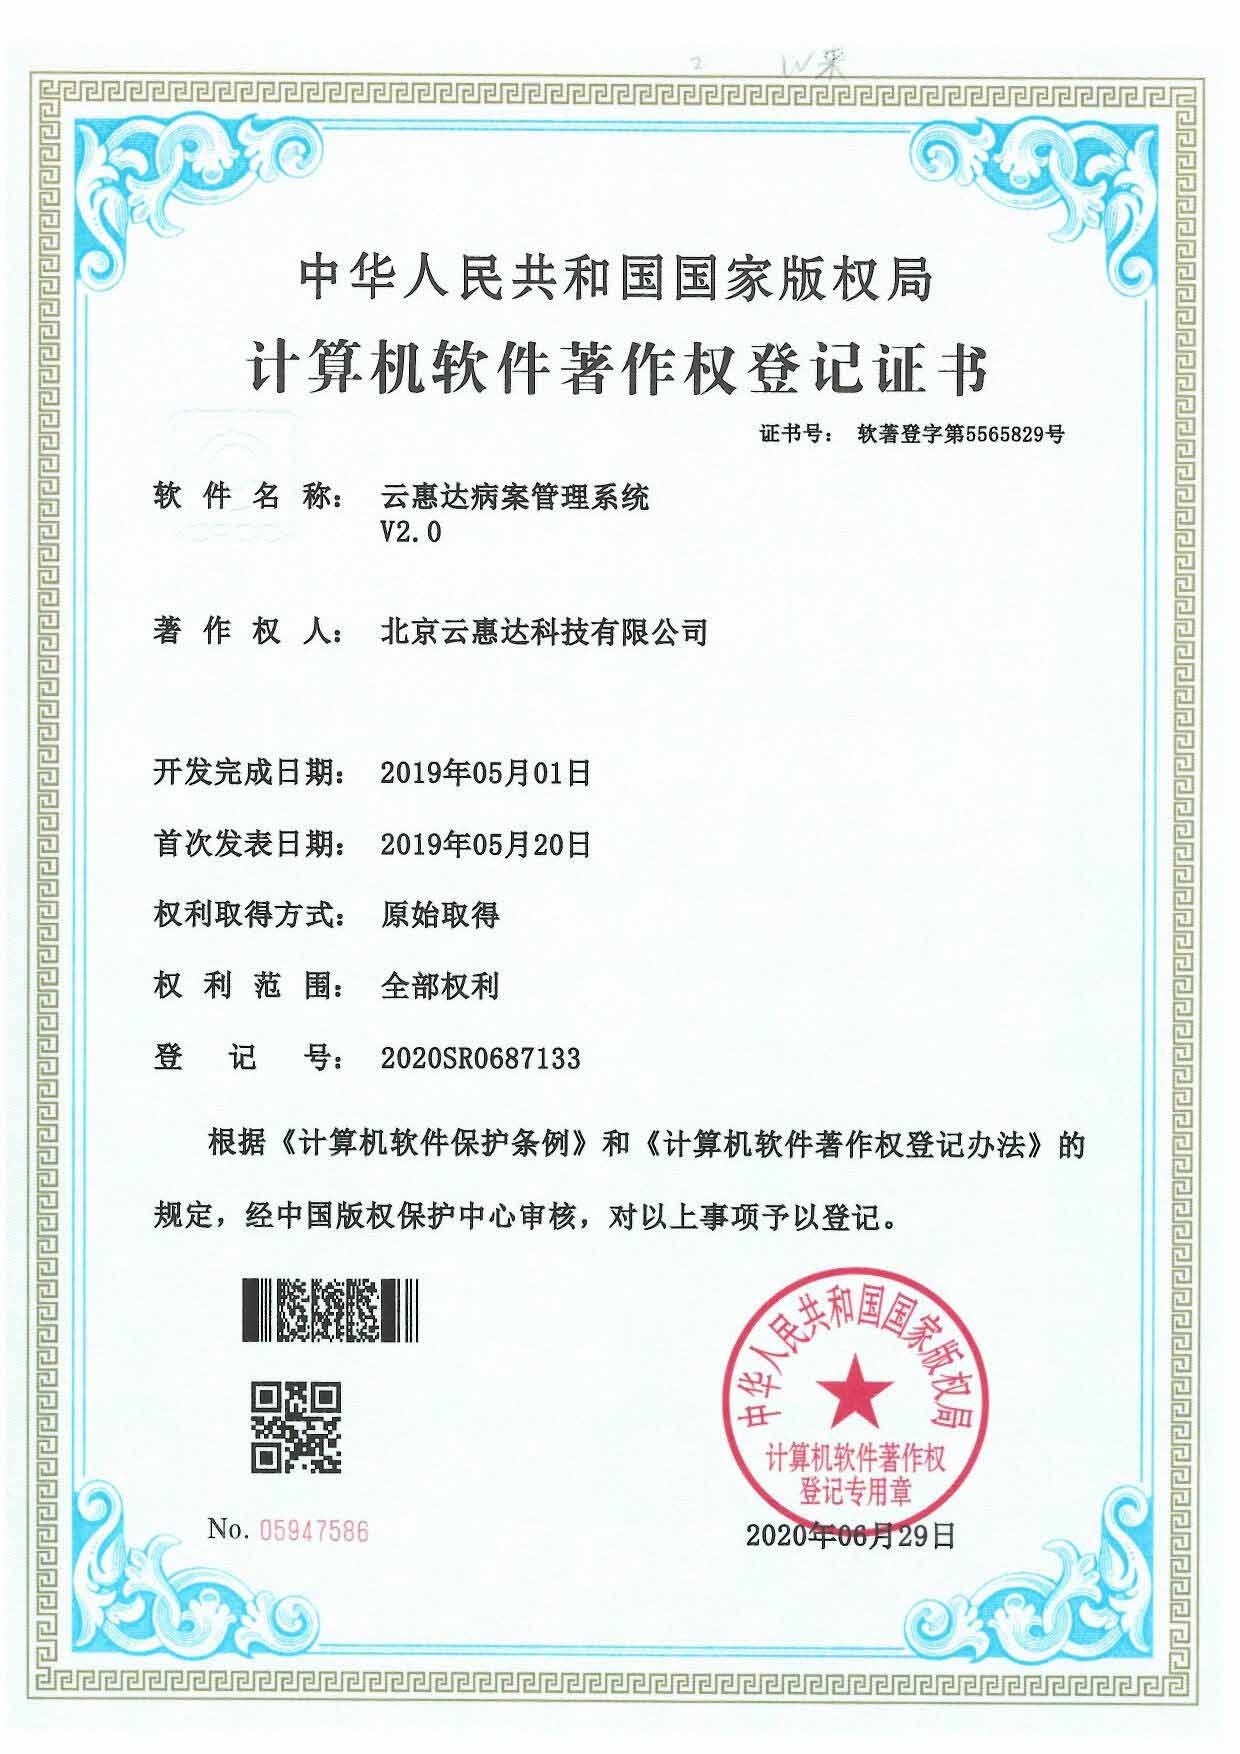 中华人民共和国国家版权局
计算机软件著作权登记证书
证书号： 软著登字第5565829号
软件名称： 云惠达病案管理系统
V2.0
著作权人： 北京云惠达科技有限公司
开发完成日期： 2019年05月01日
首次发表日期： 2019年05月20日
权利取得方式： 原始取得
权利范围： 全部权利
登记号： 2020SR0687133
根据《计算机软件保护条例》和《计算机软件著作权登记办法》的
规定，经中国版权保护中心审核，对以上事项予以登记。
中华人民共和国国家版权局
计算机软件著作权
登记专用章
No. 05947586
2020年06月29日